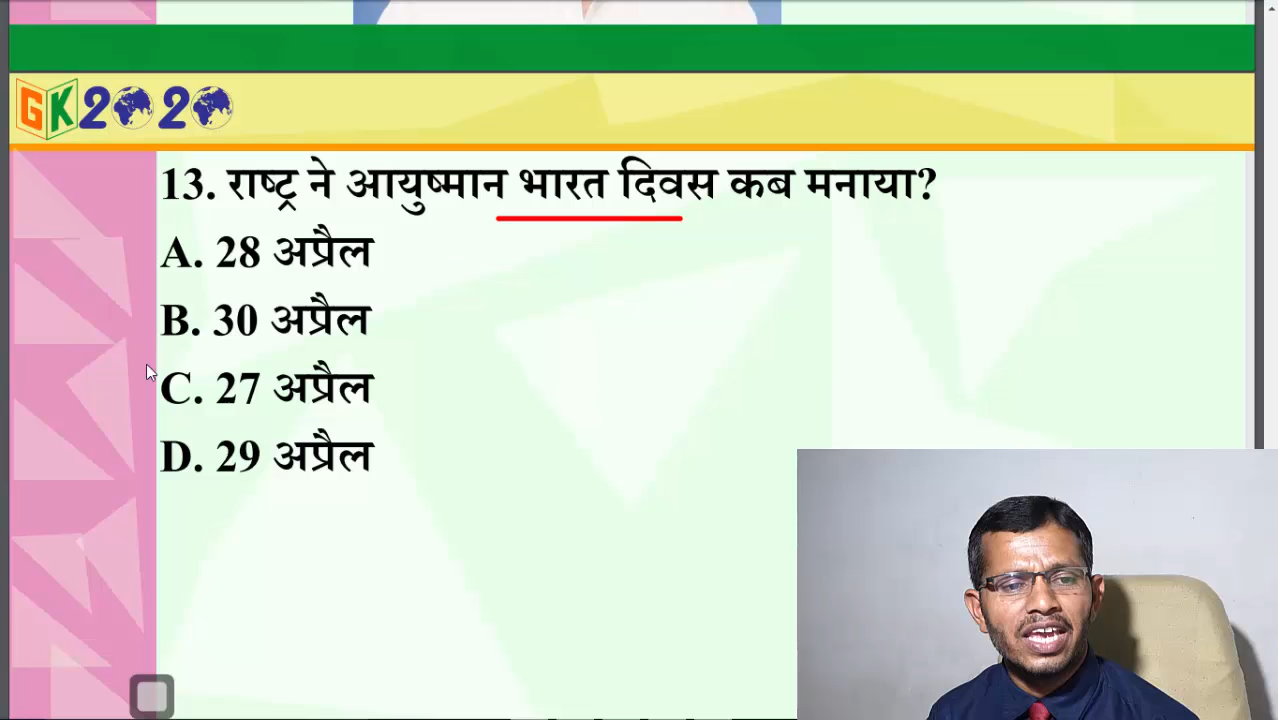 GK2020
13. राष्ट्र ने आयुष्मान भारत दिवस कब मनाया?
A. 28 अप्रैल
B. 30 अप्रैल
C. 27 अप्रैल
D. 29 अप्रैल